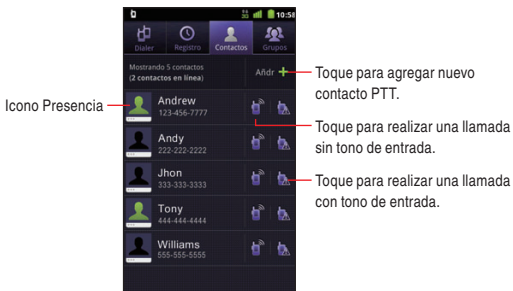 3G 10:58
Dialer Registro Contactos Grupos
Mostrando 5 contactos
(2 contactos en línea)
Añdr
Toque para agregar nuevo
contacto PTT.
Icono Presencia
Andrew
123-456-7777
Toque para realizar una llamada
sin tono de entrada.
Andy
222-222-2222
Jhon
333-333-3333
Toque para realizar una llamada
con tono de entrada.
Tony
444-444-4444
Williams
555-555-5555